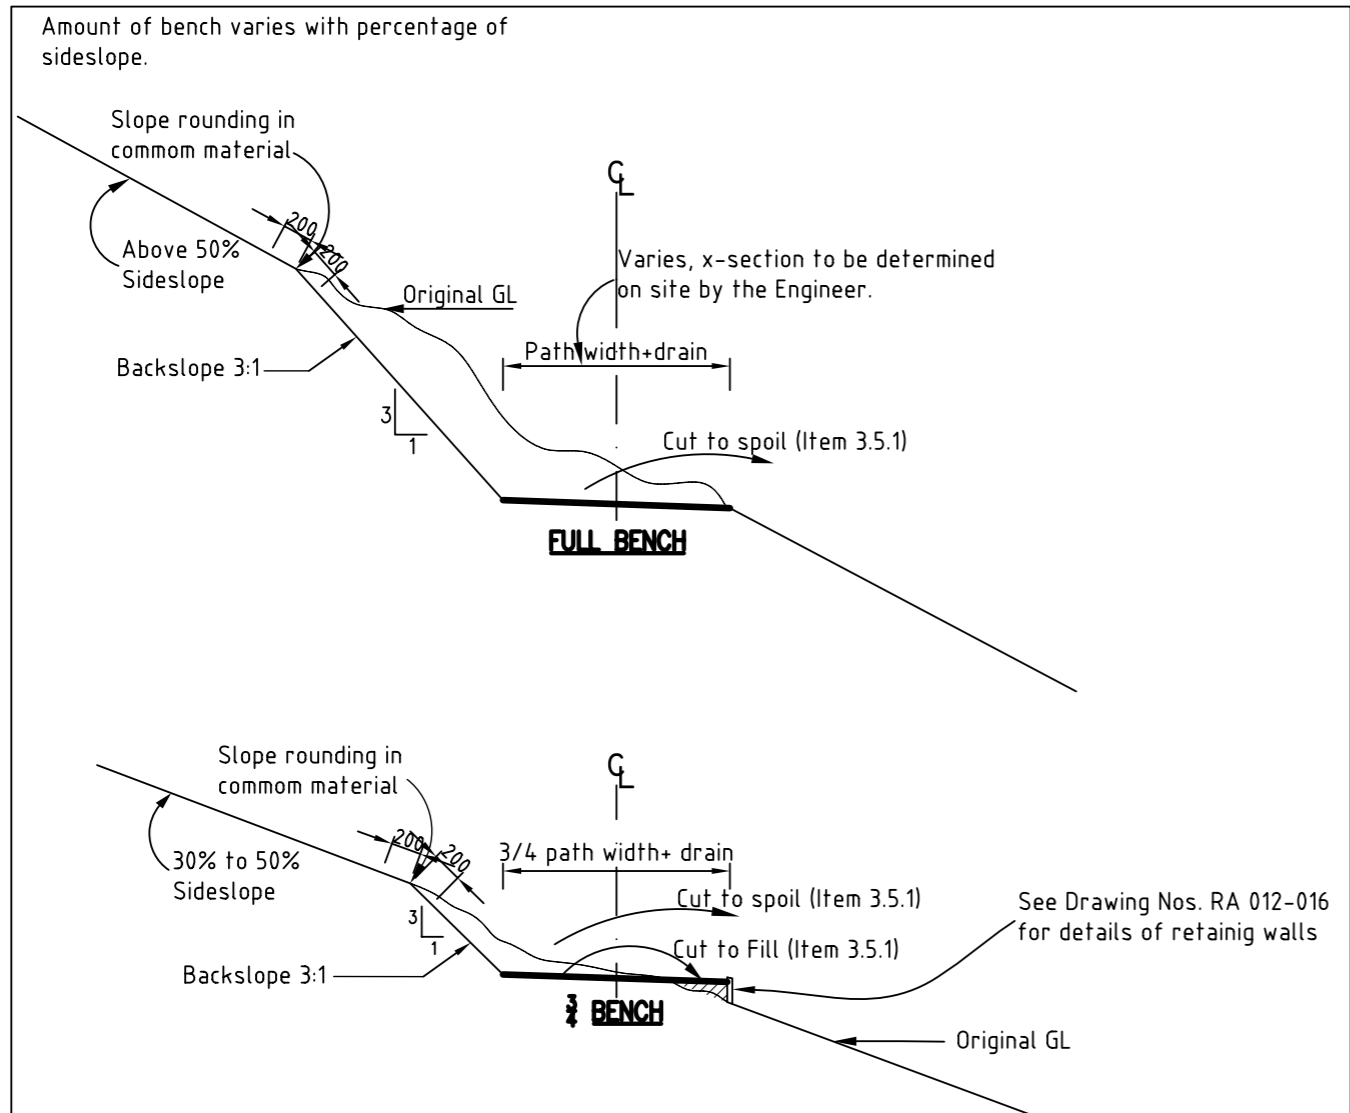 Amount of bench varies with percentage of
sideslope.
Slope rounding in
commom material
200
200
Above 50%
Sideslope
Original GL
Backslope 3:1
3
1
CL
Varies, x-section to be determined
on site by the Engineer.
Path width+drain
Cut to spoil (Item 3.5.1)
FULL BENCH
Slope rounding in
commom material
200
200
30% to 50%
Sideslope
3
1
Backslope 3:1
CL
3/4 path width+ drain
Cut to spoil (Item 3.5.1)
Cut to Fill (Item 3.5.1)
3/4 BENCH
See Drawing Nos. RA 012-016
for details of retainig walls
Original GL